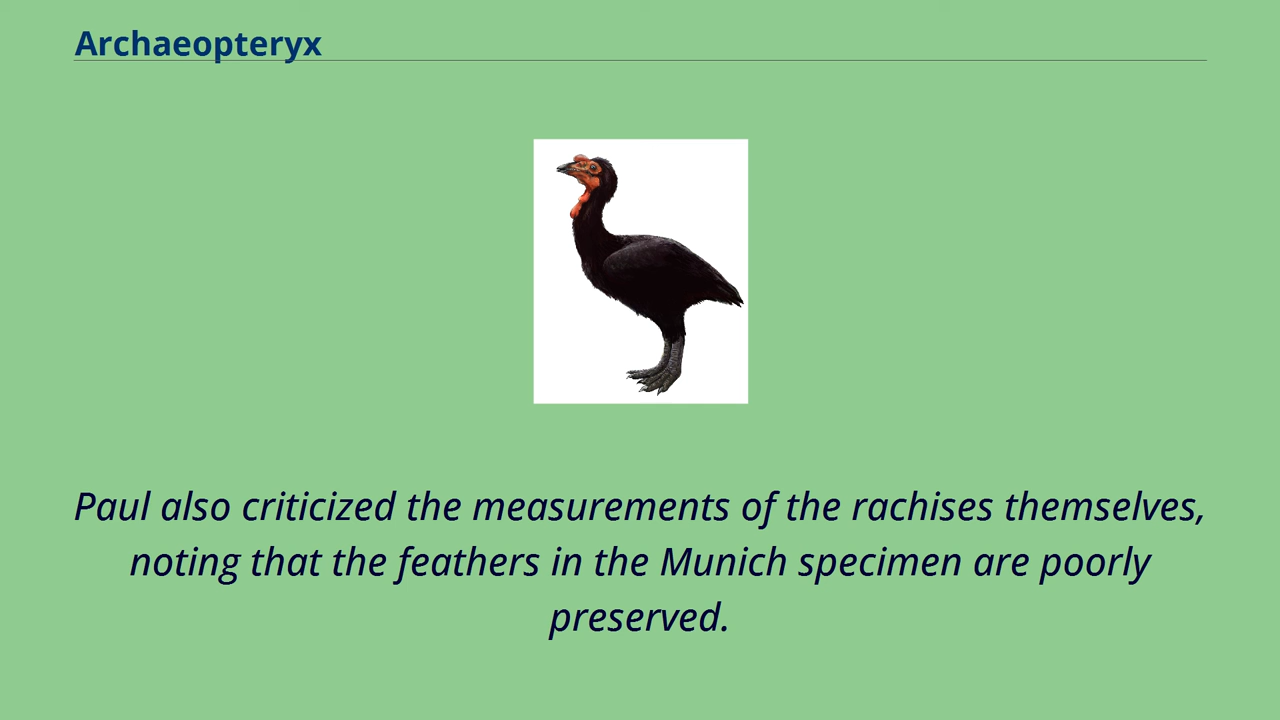 Archaeopteryx
Paul also criticized the measurements of the rachises themselves,
noting that the feathers in the Munich specimen are poorly
preserved.